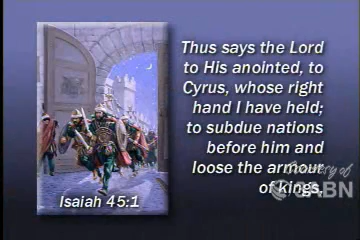 Thus says the Lord
to His anointed, to
Cyrus, whose right
hand I have held;
to subdue nations
before him and
loose the armour
of kings,
Isaiah 45:1
Courtesy of
3ABN